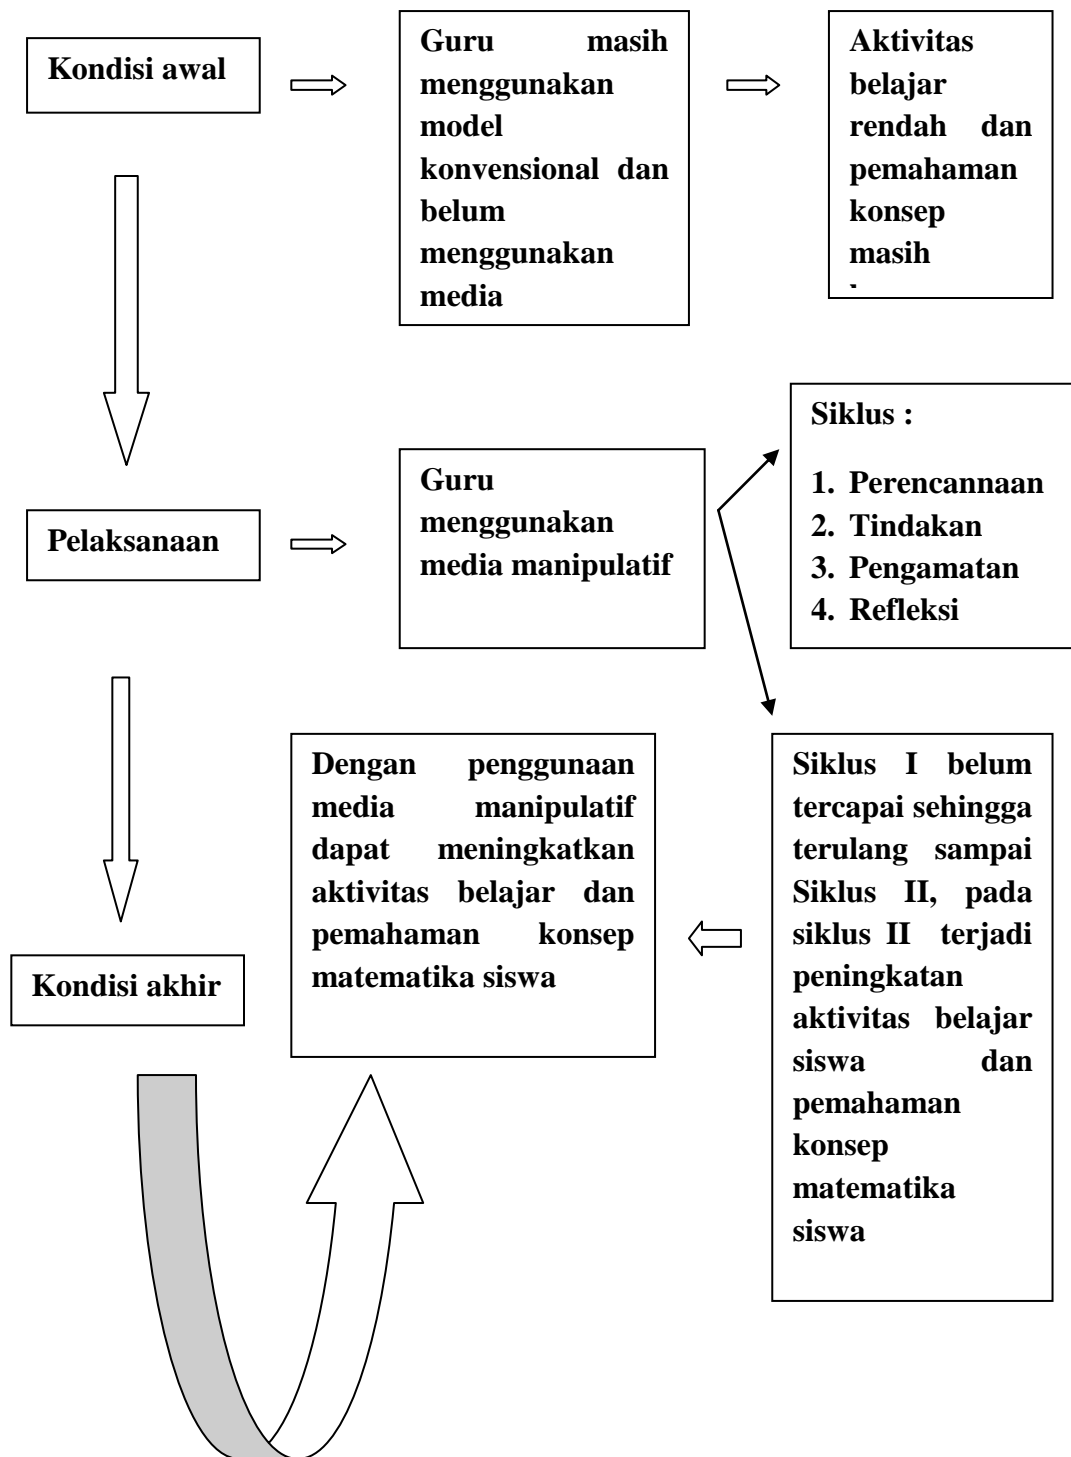 Kondisi awal
Guru masih
menggunakan
model
konvensional dan
belum
menggunakan
media
Aktivitas
belajar
rendah dan
pemahaman
konsep
masih
Siklus :
1. Perencannaan
2. Tindakan
3. Pengamatan
4. Refleksi
Pelaksanaan
Guru
menggunakan
media manipulatif
Dengan penggunaan
media manipulatif
dapat meningkatkan
aktivitas belajar dan
pemahaman konsep
matematika siswa
Siklus I belum
tercapai sehingga
terulang sampai
Siklus II, pada
siklus II terjadi
peningkatan
aktivitas belajar
siswa dan
pemahaman
konsep
matematika
siswa
Kondisi akhir